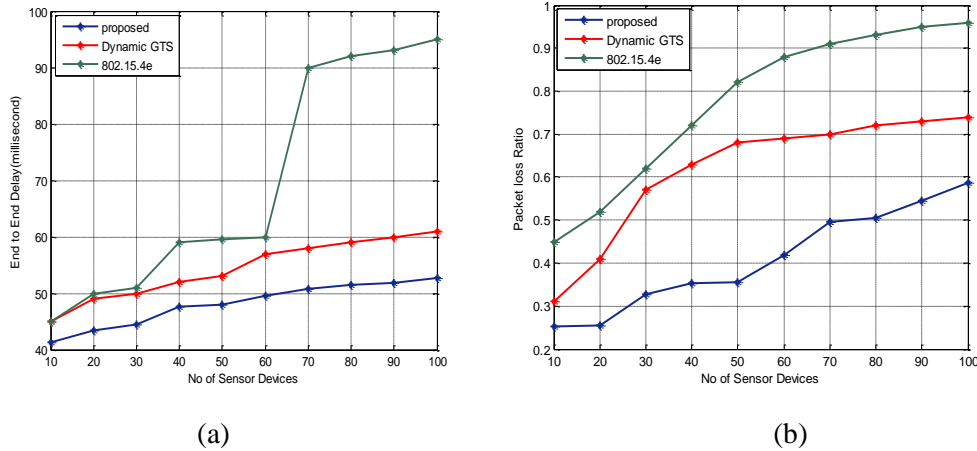 100
90
80
70
60
50
40
End to End Delay(millisecond)
proposed
Dynamic GTS
802.15.4e
10 20 30 40 50 60 70 80 90 100
No of Sensor Devices
(a)
1
0.9
0.8
0.7
0.6
0.5
0.4
0.3
0.2
Packet loss Ratio
proposed
Dynamic GTS
802.15.4e
10 20 30 40 50 60 70 80 90 100
No of Sensor Devices
(b)